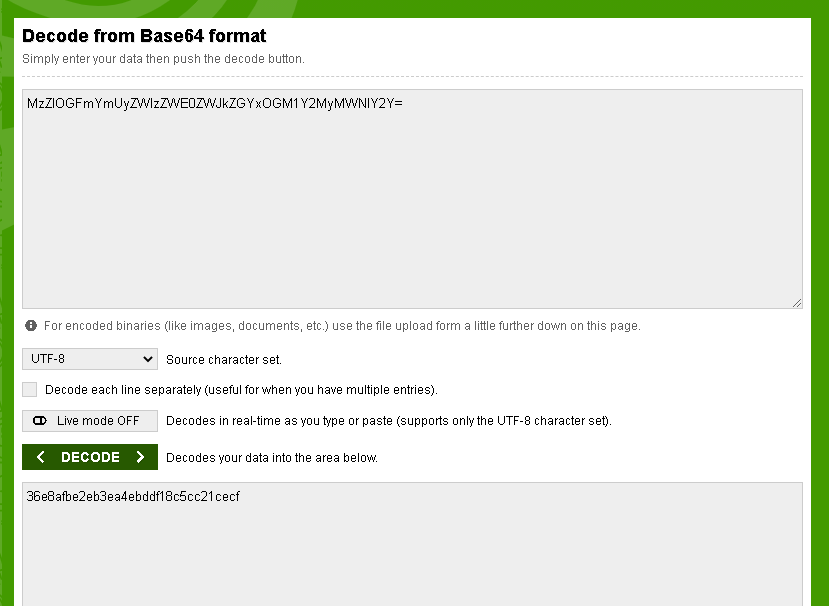 Decode from Base64 format
Simply enter your data then push the decode button.
MzZlOGFmYmUyZWIzZWE0ZWJkZGYxOGM1Y2MyMWNlY2Y=
For encoded binaries (like images, documents, etc.) use the file upload form a little further down on this page.
UTF-8 Source character set.
Decode each line separately (useful for when you have multiple entries).
Live mode OFF Decodes in real-time as you type or paste (supports only the UTF-8 character set).
DECODE Decodes your data into the area below.
36e8afbe2eb3ea4ebddf18c5cc21cecf